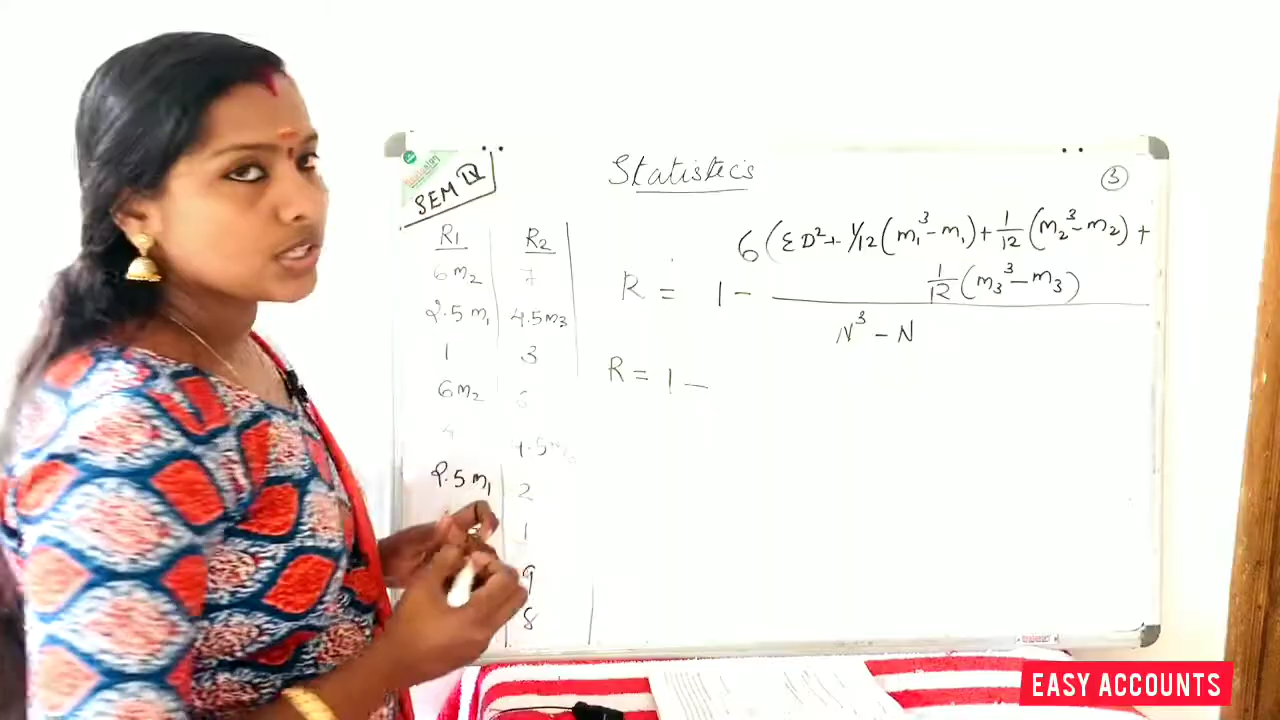 Statistics
3
SEM IV
R1 R2
6 m2 7
2.5 m1 4.5 m3
1 3
6 m2 6
4 4.5 m3
2.5 m1 2
1
9
8
6 (ΣD²+ 1/12 (m1³ - m1) + 1/12 (m2³ - m2) +
1/12 (m3³ - m3)
R = 1 -
N³ - N
R = 1 -
EASY ACCOUNTS